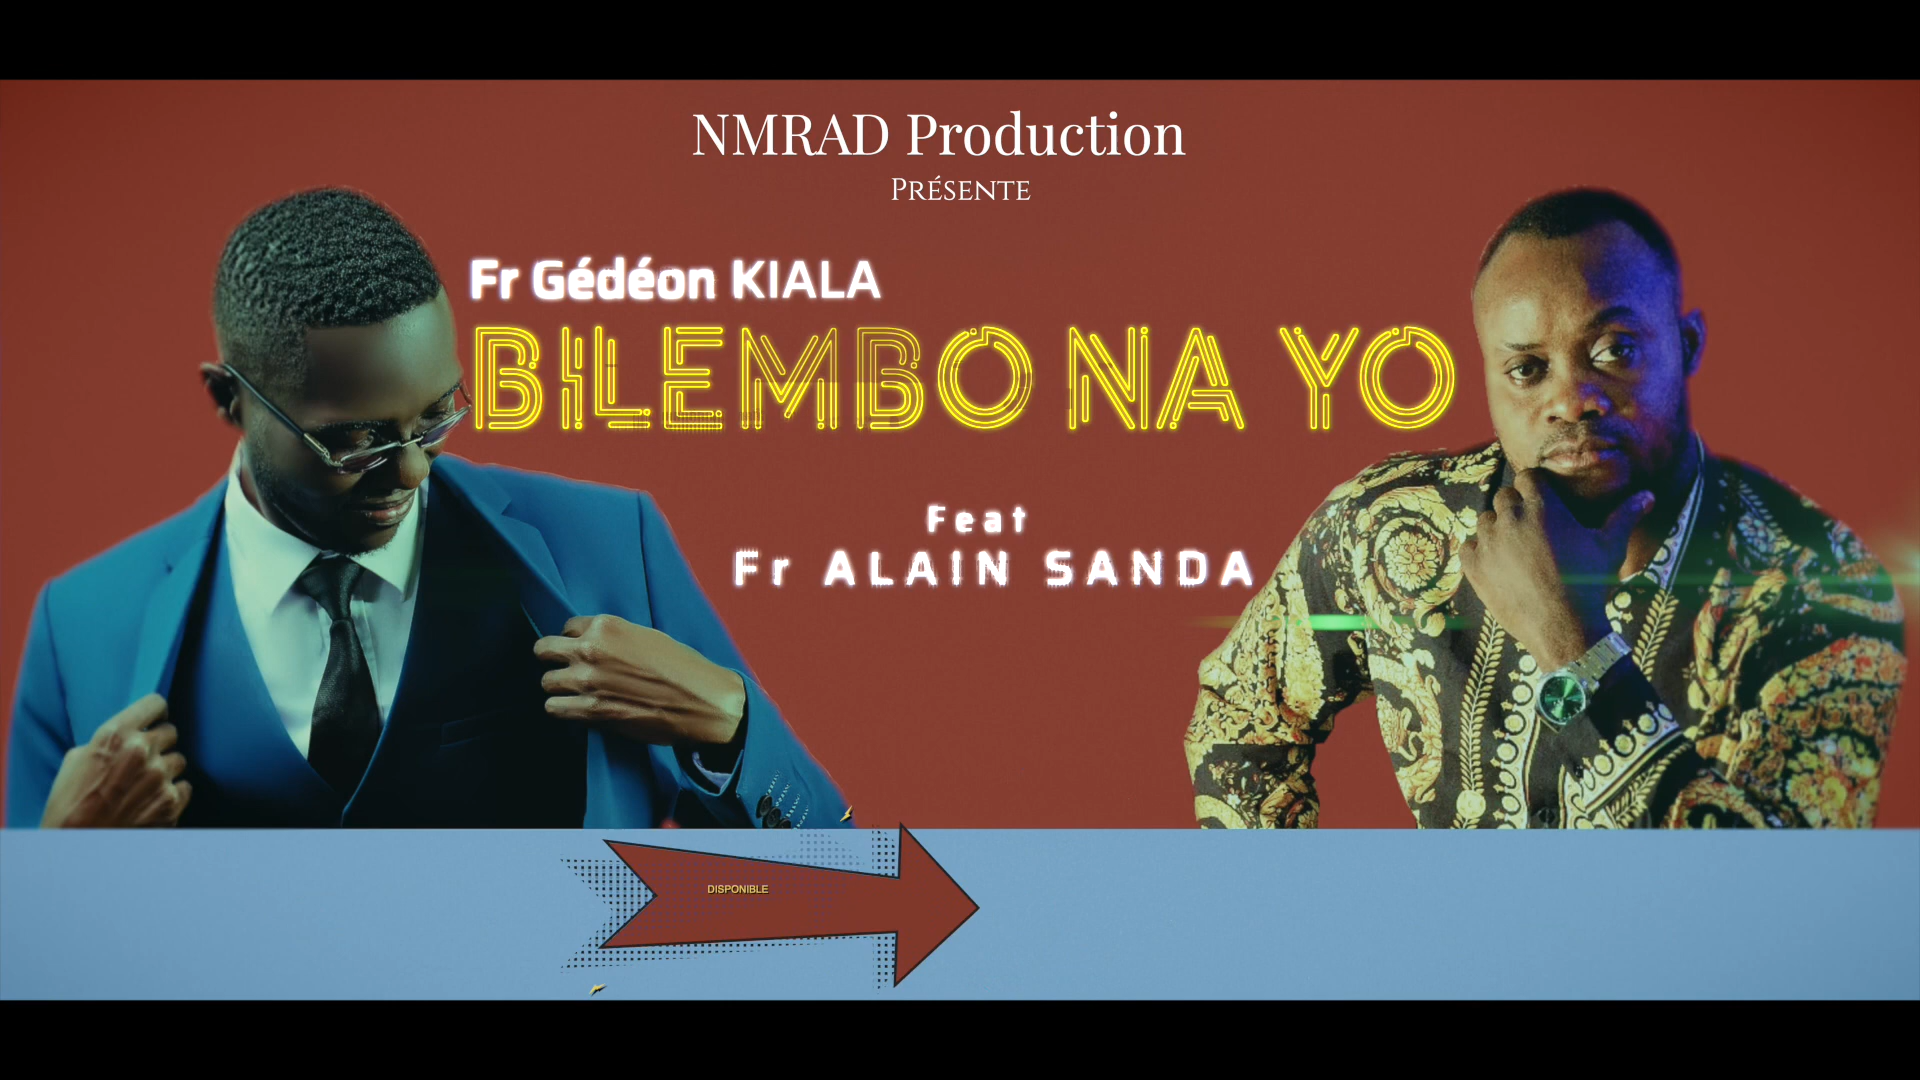 NMRAD Production
Présente
Fr Gédéon KIALA
BILEMBO NA YO
Feat
Fr ALAIN SANDA
DISPONIBLE